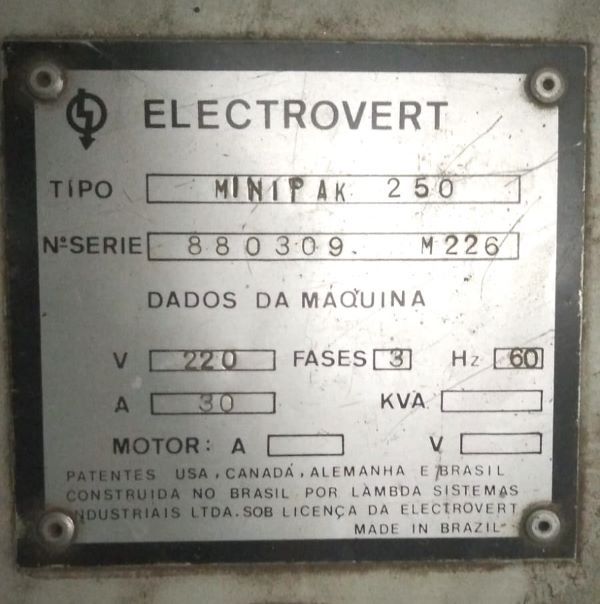 ELECTROVERT
TIPO MINIPAK 250
Nº SERIE 880309. M226
DADOS DA MÁQUINA
V 220 FASES 3 Hz 60
A 30 KVA
MOTOR: A V
PATENTES USA, CANADÁ, ALEMANHA E BRASIL
CONSTRUIDA NO BRASIL POR LAMBDA SISTEMAS
INDUSTRIAIS LTDA. SOB LICENÇA DA ELECTROVERT
MADE IN BRAZIL